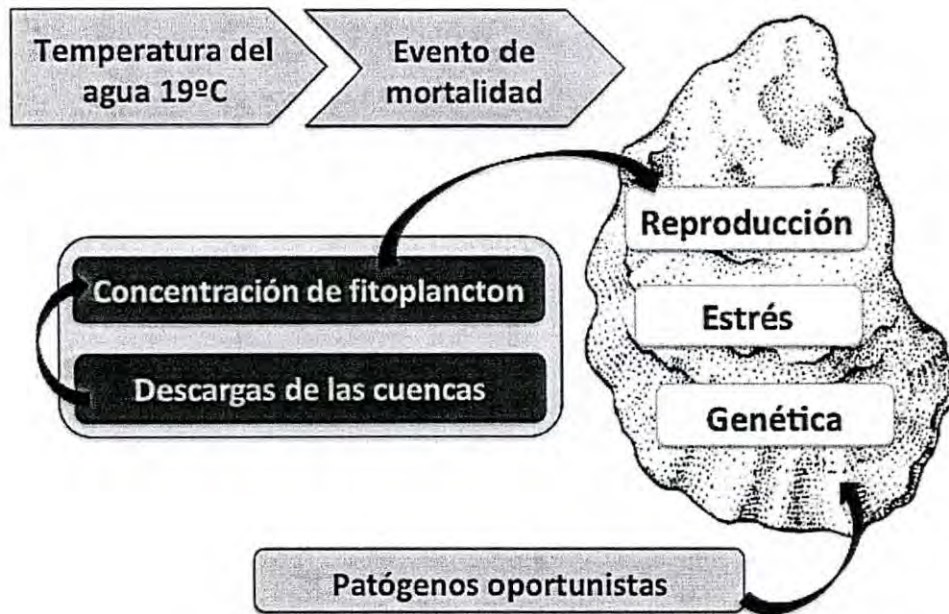 Temperatura del
agua 19ºC
Evento de
mortalidad
Reproducción
Concentración de fitoplancton
Estrés
Descargas de las cuencas
Genética
Patógenos oportunistas